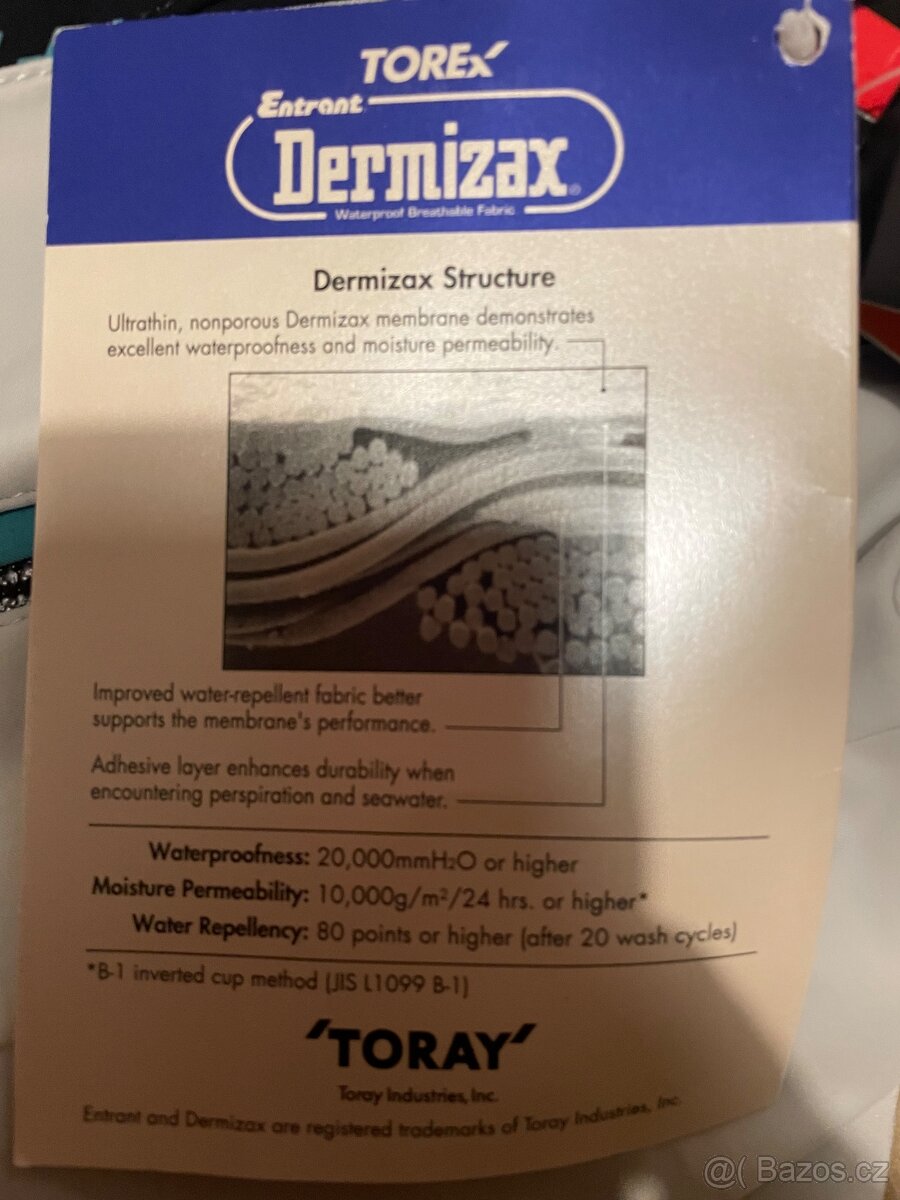 TOREX
Entrant
Dermizax®
Waterproof Breathable Fabric
Dermizax Structure
Ultrathin, nonporous Dermizax membrane demonstrates
excellent waterproofness and moisture permeability.
Improved water-repellent fabric better
supports the membrane's performance.
Adhesive layer enhances durability when
encountering perspiration and seawater.
Waterproofness: 20,000mmH₂O or higher
Moisture Permeability: 10,000g/m²/24 hrs. or higher*
Water Repellency: 80 points or higher (after 20 wash cycles)
*B-1 inverted cup method (JIS L1099 B-1)
'TORAY'
Toray Industries, Inc.
Entrant and Dermizax are registered trademarks of Toray Industries, Inc.
@( Bazos.cz